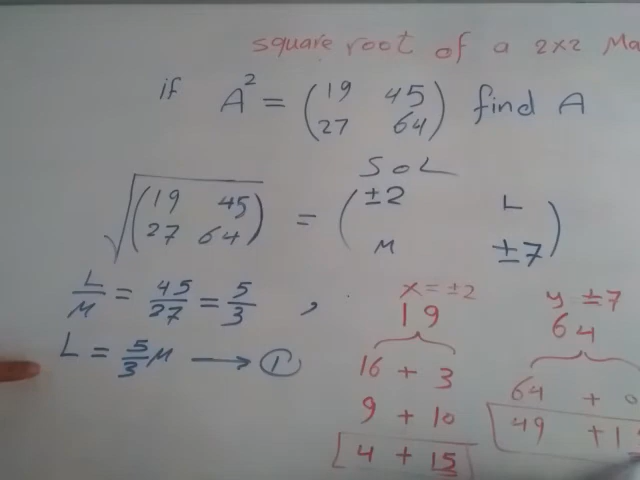 square root of a 2x2 Ma
if A² = (19 45
27 64) find A
SOL
√(19 45
27 64) = (±2 L
M ±7)
L/M = 45/27 = 5/3 ,
L = 5/3 M → ①
x = ±2
19
16 + 3
9 + 10
4 + 15
y ±7
64
64 + 0
49 + 1